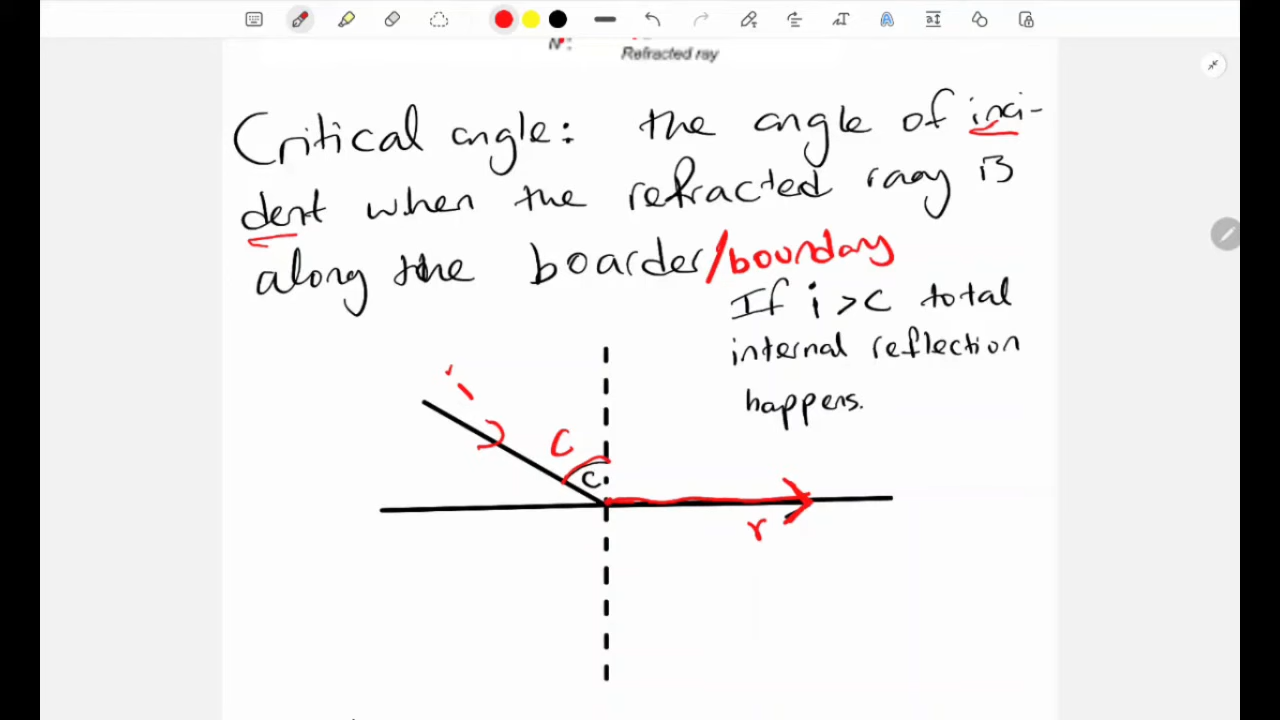 Refracted ray
Critical angle: the angle of inci-
dent when the refracted raay is
along the boarder/boundary
If i > c total
internal reflection
happens.
i
C
c
r